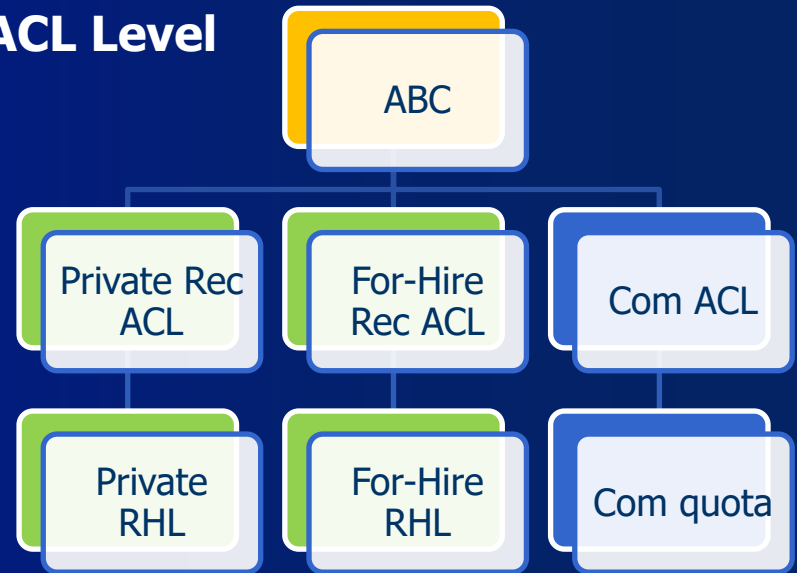 ACL Level
ABC
Private Rec
ACL
For-Hire
Rec ACL
Com ACL
Private
RHL
For-Hire
RHL
Com quota